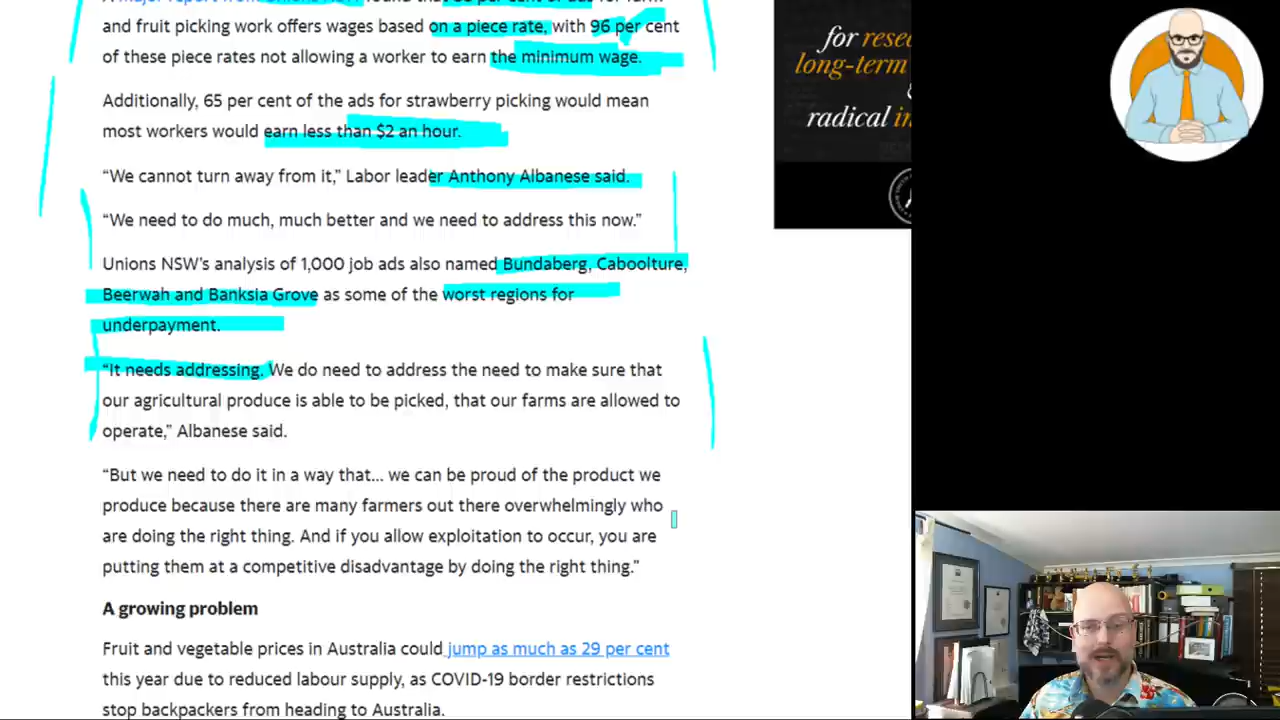 and fruit picking work offers wages based on a piece rate, with 96 per cent
of these piece rates not allowing a worker to earn the minimum wage.
Additionally, 65 per cent of the ads for strawberry picking would mean
most workers would earn less than $2 an hour.
“We cannot turn away from it,” Labor leader Anthony Albanese said.
“We need to do much, much better and we need to address this now.”
Unions NSW’s analysis of 1,000 job ads also named Bundaberg, Caboolture,
Beerwah and Banksia Grove as some of the worst regions for
underpayment.
“It needs addressing. We do need to address the need to make sure that
our agricultural produce is able to be picked, that our farms are allowed to
operate,” Albanese said.
“But we need to do it in a way that... we can be proud of the product we
produce because there are many farmers out there overwhelmingly who
are doing the right thing. And if you allow exploitation to occur, you are
putting them at a competitive disadvantage by doing the right thing.”
A growing problem
Fruit and vegetable prices in Australia could jump as much as 29 per cent
this year due to reduced labour supply, as COVID-19 border restrictions
stop backpackers from heading to Australia.
for
long-term
radical